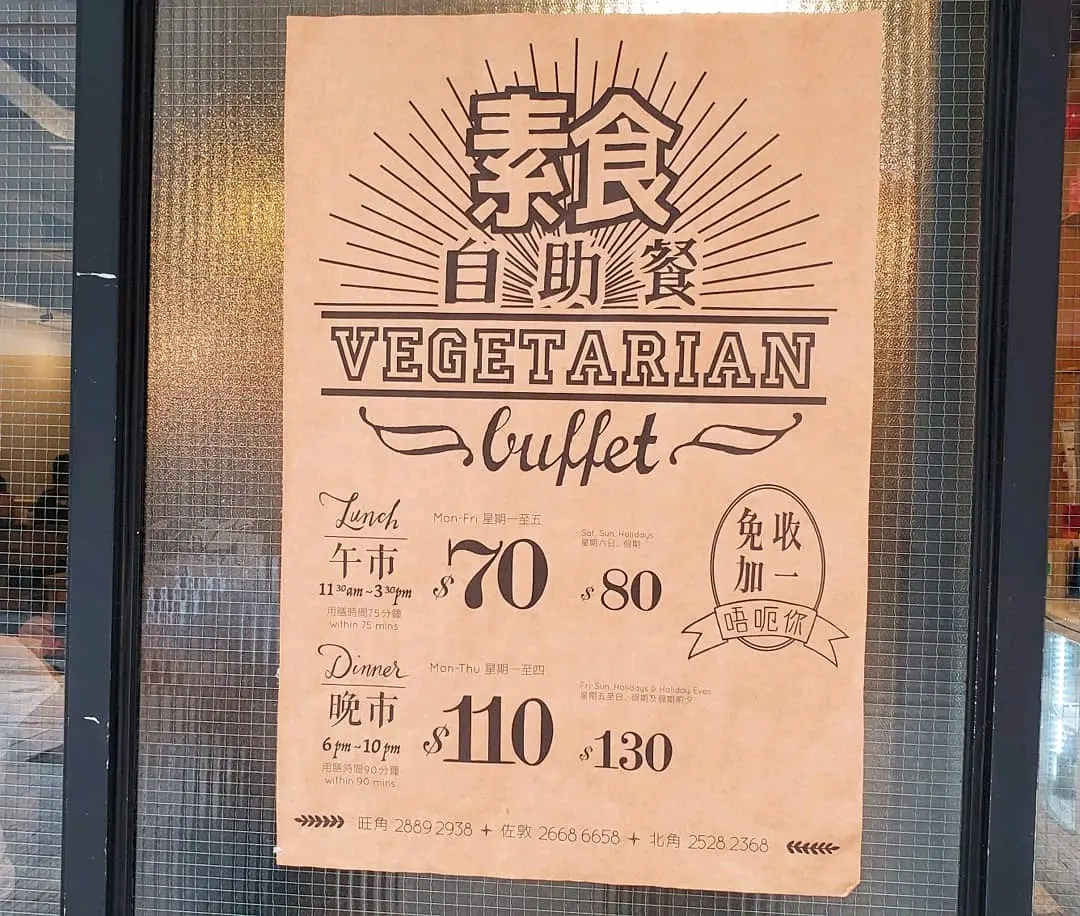 素食
自助餐
VEGETARIAN
buffet
Lunch
午市
11 30am ~ 3 30pm
用膳時間75分鐘
within 75 mins
Mon-Fri 星期一至五
$70
Sat, Sun, Holidays
星期六日、假期
$80
免收
加一
唔呃你
Dinner
晚市
6 pm ~ 10 pm
用膳時間90分鐘
within 90 mins
Mon-Thu 星期一至四
$110
Fri-Sun, Holidays & Holiday Eves
星期五至日、假期及假期前夕
$130
旺角 2889 2938 + 佐敦 2668 6658 + 北角 2528 2368